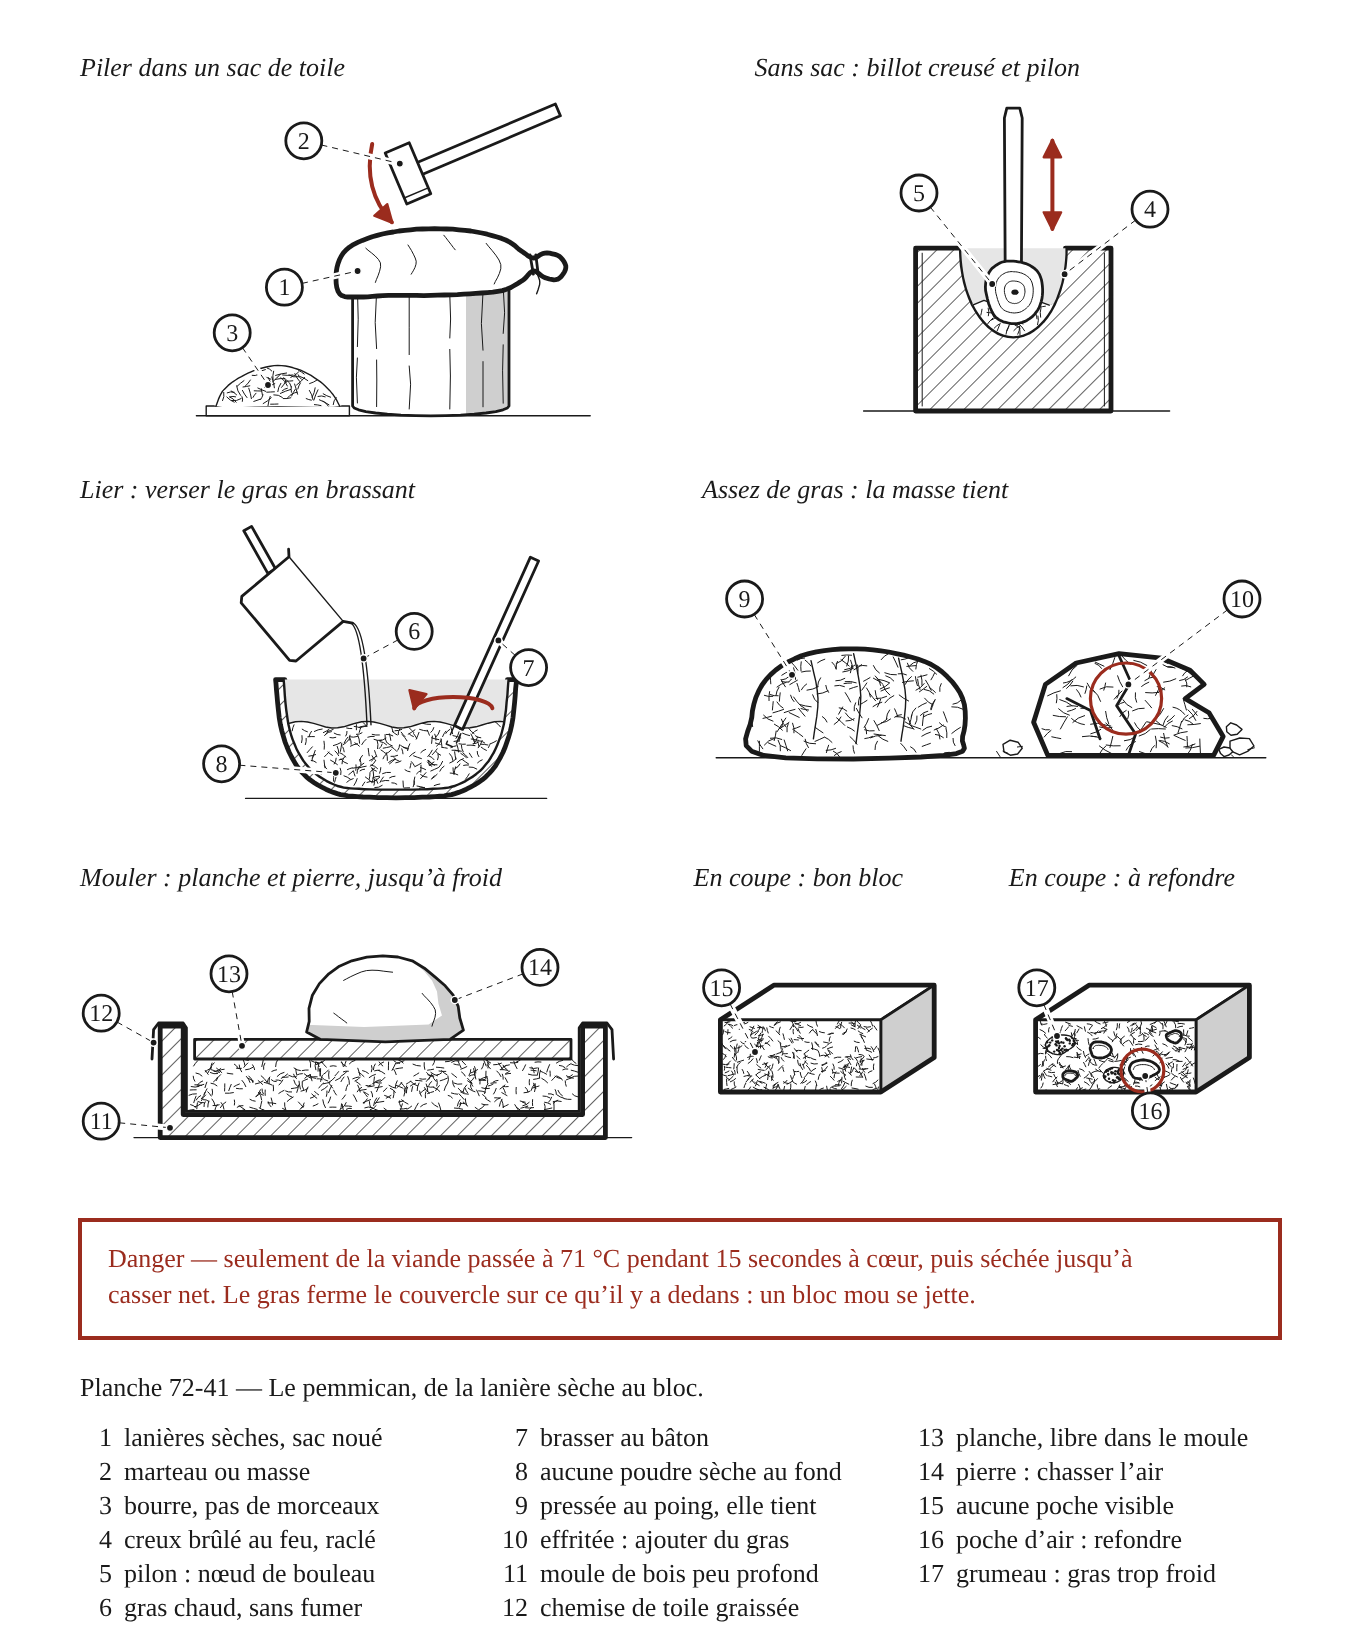 Piler dans un sac de toile
Sans sac : billot creusé et pilon
2
5
4
1
3
Lier : verser le gras en brassant
Assez de gras : la masse tient
9
10
6
7
8
Mouler : planche et pierre, jusqu’à froid
En coupe : bon bloc
En coupe : à refondre
13
14
15
17
12
11
16
Danger — seulement de la viande passée à 71 °C pendant 15 secondes à cœur, puis séchée jusqu’à
casser net. Le gras ferme le couvercle sur ce qu’il y a dedans : un bloc mou se jette.
Planche 72-41 — Le pemmican, de la lanière sèche au bloc.
1 lanières sèches, sac noué
2 marteau ou masse
3 bourre, pas de morceaux
4 creux brûlé au feu, raclé
5 pilon : nœud de bouleau
6 gras chaud, sans fumer
7 brasser au bâton
8 aucune poudre sèche au fond
9 pressée au poing, elle tient
10 effritée : ajouter du gras
11 moule de bois peu profond
12 chemise de toile graissée
13 planche, libre dans le moule
14 pierre : chasser l’air
15 aucune poche visible
16 poche d’air : refondre
17 grumeau : gras trop froid